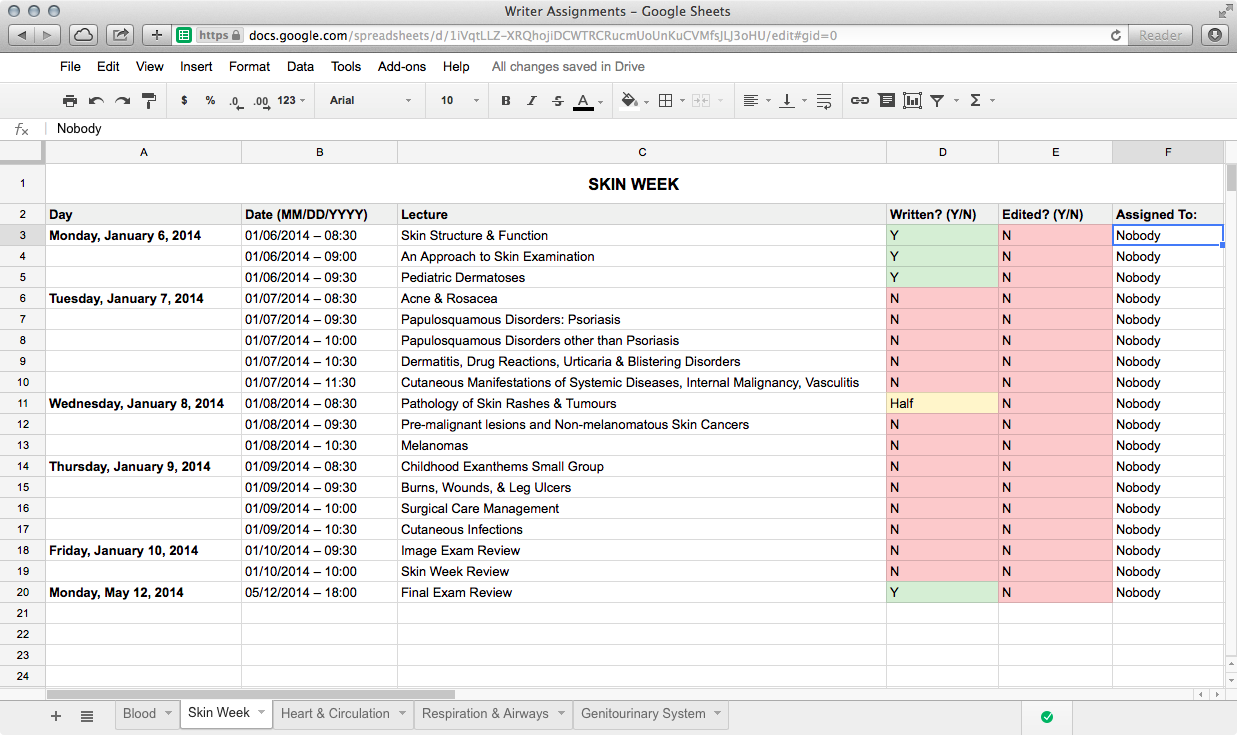 Writer Assignments – Google Sheets
https docs.google.com/spreadsheets/d/1iVqtLLZ-XRQhojiDCWTRCRucmUoUnKuCVMfsJLJ3oHU/edit#gid=0 Reader
File Edit View Insert Format Data Tools Add-ons Help All changes saved in Drive
$ % .0 .00 123 Arial 10 B I S A Σ
fx Nobody
A B C D E F
1 SKIN WEEK
2 Day Date (MM/DD/YYYY) Lecture Written? (Y/N) Edited? (Y/N) Assigned To:
3 Monday, January 6, 2014 01/06/2014 – 08:30 Skin Structure & Function Y N Nobody
4 01/06/2014 – 09:00 An Approach to Skin Examination Y N Nobody
5 01/06/2014 – 09:30 Pediatric Dermatoses Y N Nobody
6 Tuesday, January 7, 2014 01/07/2014 – 08:30 Acne & Rosacea N N Nobody
7 01/07/2014 – 09:30 Papulosquamous Disorders: Psoriasis N N Nobody
8 01/07/2014 – 10:00 Papulosquamous Disorders other than Psoriasis N N Nobody
9 01/07/2014 – 10:30 Dermatitis, Drug Reactions, Urticaria & Blistering Disorders N N Nobody
10 01/07/2014 – 11:30 Cutaneous Manifestations of Systemic Diseases, Internal Malignancy, Vasculitis N N Nobody
11 Wednesday, January 8, 2014 01/08/2014 – 08:30 Pathology of Skin Rashes & Tumours Half N Nobody
12 01/08/2014 – 09:30 Pre-malignant lesions and Non-melanomatous Skin Cancers N N Nobody
13 01/08/2014 – 10:30 Melanomas N N Nobody
14 Thursday, January 9, 2014 01/09/2014 – 08:30 Childhood Exanthems Small Group N N Nobody
15 01/09/2014 – 09:30 Burns, Wounds, & Leg Ulcers N N Nobody
16 01/09/2014 – 10:00 Surgical Care Management N N Nobody
17 01/09/2014 – 10:30 Cutaneous Infections N N Nobody
18 Friday, January 10, 2014 01/10/2014 – 09:30 Image Exam Review N N Nobody
19 01/10/2014 – 10:00 Skin Week Review N N Nobody
20 Monday, May 12, 2014 05/12/2014 – 18:00 Final Exam Review Y N Nobody
21
22
23
24
Blood Skin Week Heart & Circulation Respiration & Airways Genitourinary System